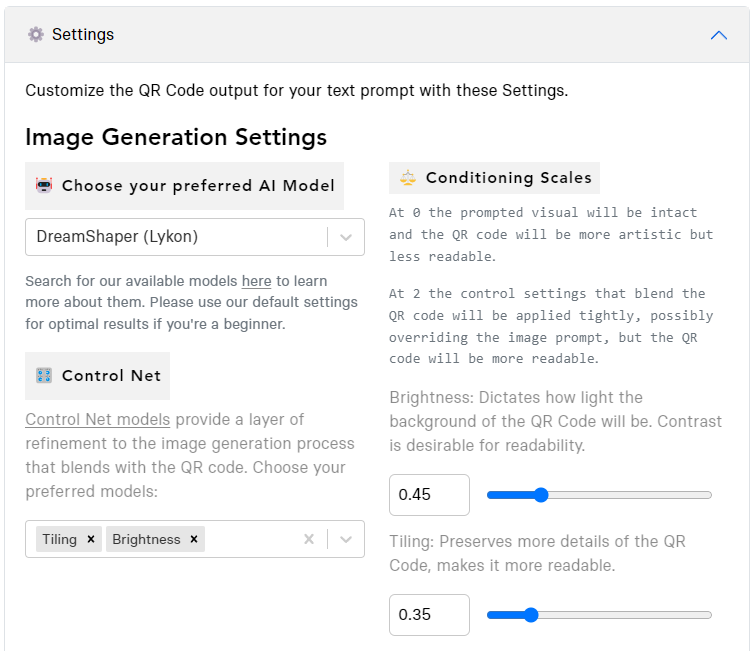 Settings
Customize the QR Code output for your text prompt with these Settings.
Image Generation Settings
Choose your preferred AI Model
DreamShaper (Lykon)
Search for our available models here to learn
more about them. Please use our default settings
for optimal results if you're a beginner.
Control Net
Control Net models provide a layer of
refinement to the image generation process
that blends with the QR code. Choose your
preferred models:
Tiling × Brightness ×
Conditioning Scales
At 0 the prompted visual will be intact
and the QR code will be more artistic but
less readable.
At 2 the control settings that blend the
QR code will be applied tightly, possibly
overriding the image prompt, but the QR
code will be more readable.
Brightness: Dictates how light the
background of the QR Code will be. Contrast
is desirable for readability.
0.45
Tiling: Preserves more details of the QR
Code, makes it more readable.
0.35